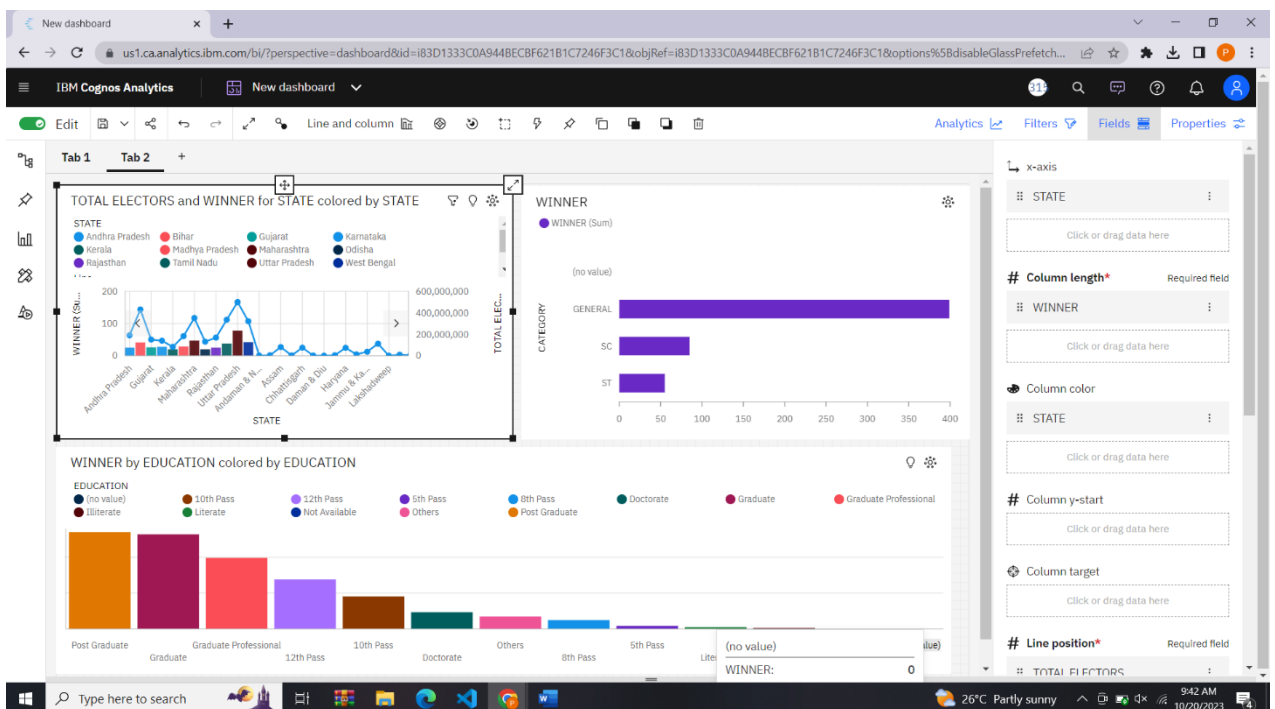 New dashboard
us1.ca.analytics.ibm.com/bi/?perspective=dashboard&id=i83D1333C0A944BECBF621B1C7246F3C1&objRef=i83D1333C0A944BECBF621B1C7246F3C1&options%5BdisableGlassPrefetch...
P
IBM Cognos Analytics New dashboard
Edit Line and column Analytics Filters Fields Properties
Tab 1 Tab 2 +
TOTAL ELECTORS and WINNER for STATE colored by STATE
STATE
Andhra Pradesh Bihar Gujarat Karnataka
Kerala Madhya Pradesh Maharashtra Odisha
Rajasthan Tamil Nadu Uttar Pradesh West Bengal
WINNER (Su...
200
100
0
600,000,000
400,000,000
200,000,000
0
TOTAL ELEC...
Andhra Pradesh Gujarat Kerala Maharashtra Rajasthan Uttar Pradesh Andaman & N... Assam Chhattisgarh Daman & Diu Haryana Jammu & Ka... Lakshadweep
STATE
WINNER
WINNER (Sum)
CATEGORY
(no value)
GENERAL
SC
ST
0 50 100 150 200 250 300 350 400
WINNER by EDUCATION colored by EDUCATION
EDUCATION
(no value) 10th Pass 12th Pass 5th Pass 8th Pass Doctorate Graduate Graduate Professional
Illiterate Literate Not Available Others Post Graduate
Post Graduate Graduate Professional 10th Pass Others 5th Pass
Graduate 12th Pass Doctorate 8th Pass
(no value)
WINNER: 0
x-axis
STATE
Click or drag data here
# Column length* Required field
WINNER
Click or drag data here
Column color
STATE
Click or drag data here
# Column y-start
Click or drag data here
Column target
Click or drag data here
# Line position* Required field
TOTAL ELECTORS
Type here to search
26°C Partly sunny
9:42 AM
10/20/2023
4